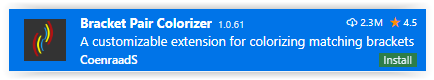 Bracket Pair Colorizer 1.0.61 2.3M 4.5
A customizable extension for colorizing matching brackets
CoenraadS Install